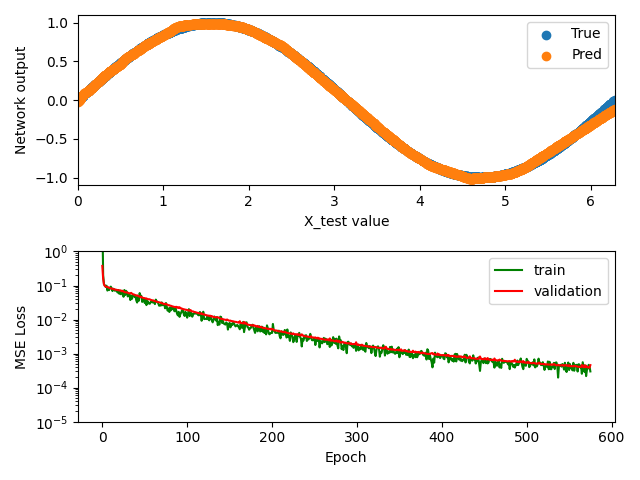 1.0
0.5
0.0
−0.5
−1.0
Network output
True
Pred
0 1 2 3 4 5 6
X_test value
10⁰
10⁻¹
10⁻²
10⁻³
10⁻⁴
10⁻⁵
MSE Loss
train
validation
0 100 200 300 400 500 600
Epoch